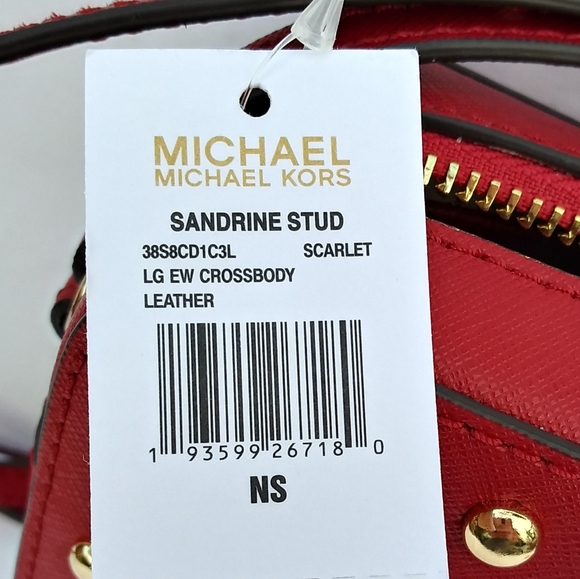 MICHAEL
MICHAEL KORS
SANDRINE STUD
38S8CD1C3L SCARLET
LG EW CROSSBODY
LEATHER
1 93599 26718 0
NS